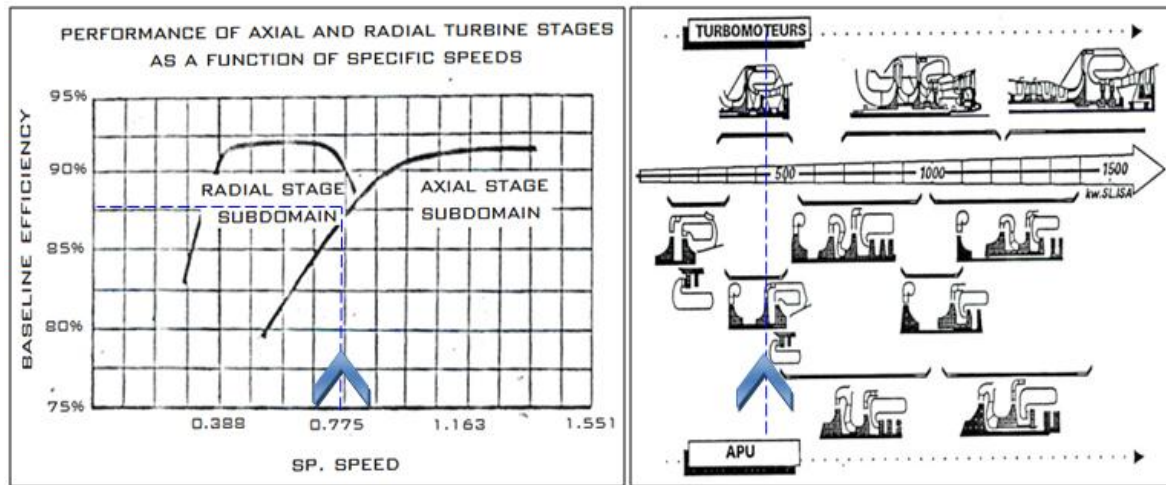 PERFORMANCE OF AXIAL AND RADIAL TURBINE STAGES
AS A FUNCTION OF SPECIFIC SPEEDS
BASELINE EFFICIENCY
95%
90%
85%
80%
75%
RADIAL STAGE
SUBDOMAIN
AXIAL STAGE
SUBDOMAIN
0.388 0.775 1.163 1.551
SP. SPEED
TURBOMOTEURS
500 1000 1500
kw.SL.ISA
APU